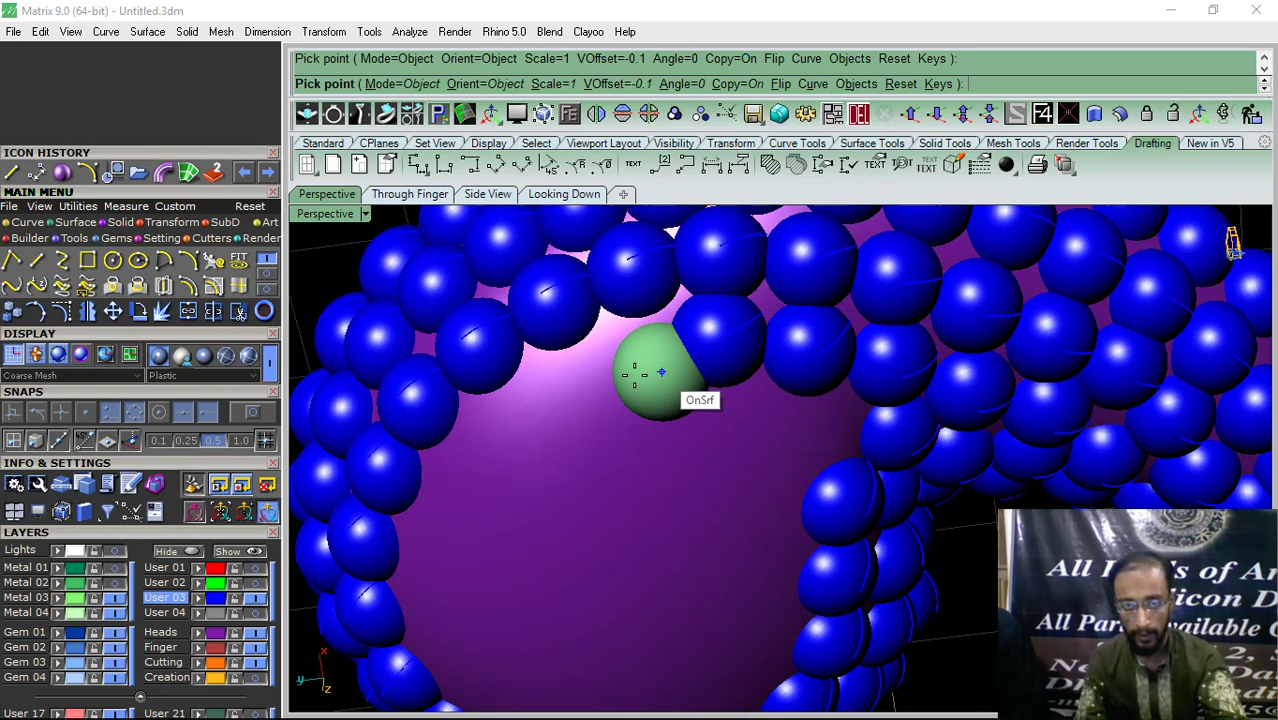 Matrix 9.0 (64-bit) - Untitled.3dm
File Edit View Curve Surface Solid Mesh Dimension Transform Tools Analyze Render Rhino 5.0 Blend Clayoo Help
Pick point ( Mode=Object Orient=Object Scale=1 VOffset=-0.1 Angle=0 Copy=On Flip Curve Objects Reset Keys ):
Pick point ( Mode=Object Orient=Object Scale=1 VOffset=-0.1 Angle=0 Copy=On Flip Curve Objects Reset Keys ):
Standard CPlanes Set View Display Select Viewport Layout Visibility Transform Curve Tools Surface Tools Solid Tools Mesh Tools Render Tools Drafting New in V5
Perspective Through Finger Side View Looking Down
Perspective
ICON HISTORY
MAIN MENU
File View Utilities Measure Custom Reset
Curve Surface Solid Transform SubD Art
Builder Tools Gems Setting Cutters Render
FIT
DISPLAY
Coarse Mesh Plastic
SNAPS
0.1 0.25 0.5 1.0
INFO & SETTINGS
LAYERS
Lights Hide Show
Metal 01 User 01
Metal 02 User 02
Metal 03 User 03
Metal 04 User 04
Gem 01 Heads
Gem 02 Finger
Gem 03 Cutting
Gem 04 Creation
User 17 User 21
TEXT
F4
DEL
OnSrf
x
y
z